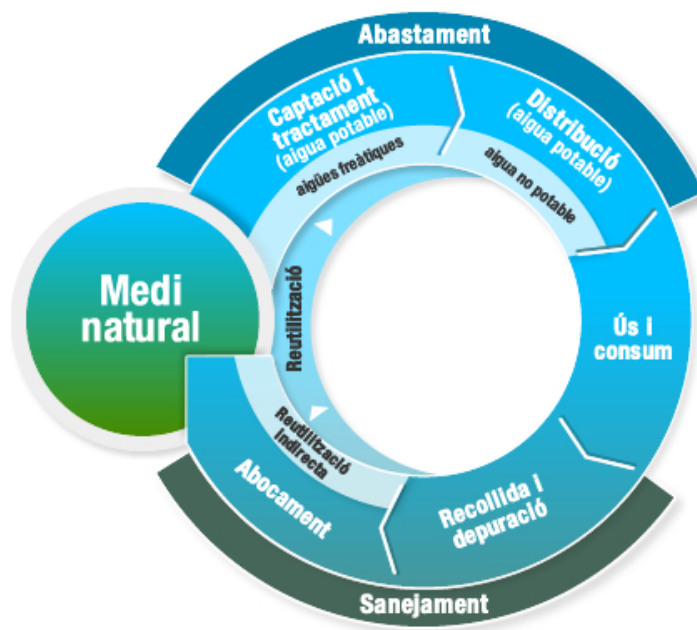 Abastament
Captació i
tractament
(aigua potable)
Distribució
(aigua potable)
aigües freàtiques
aigua no potable
Medi
natural
Reutilització
Ús i
consum
Reutilització
indirecta
Abocament
Recollida i
depuració
Sanejament